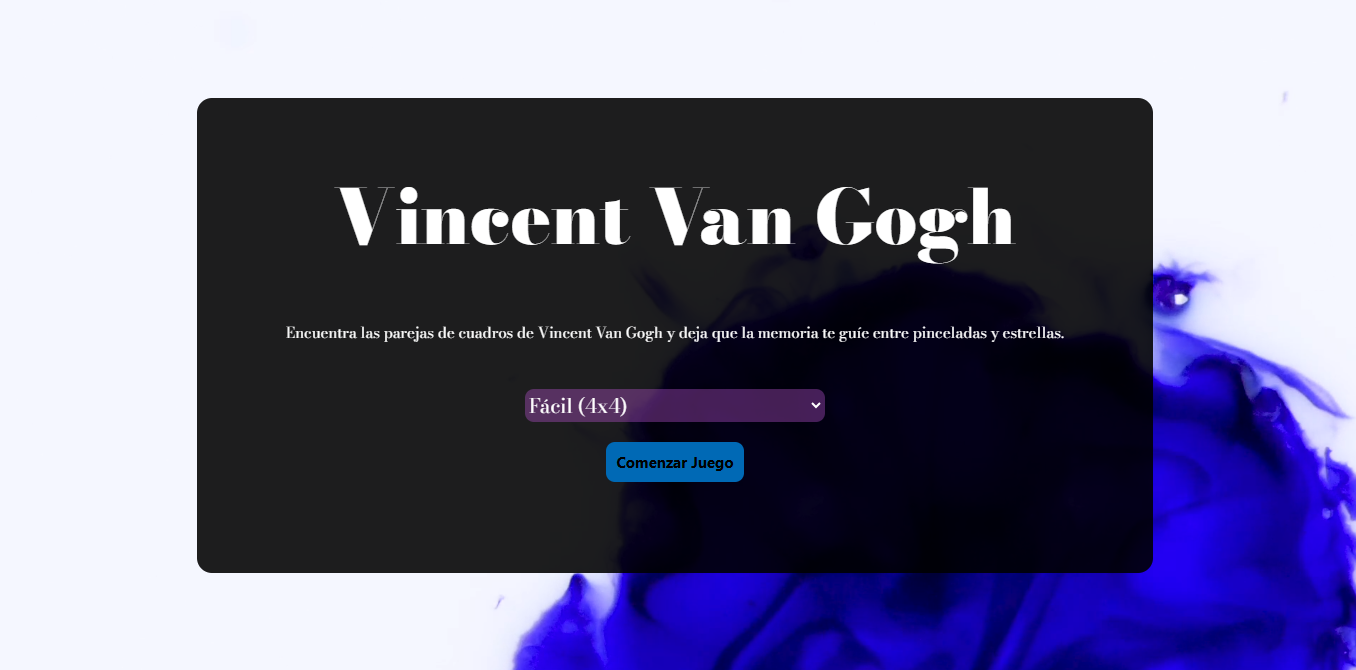 Vincent Van Gogh
Encuentra las parejas de cuadros de Vincent Van Gogh y deja que la memoria te guíe entre pinceladas y estrellas.
Fácil (4x4)
Comenzar Juego